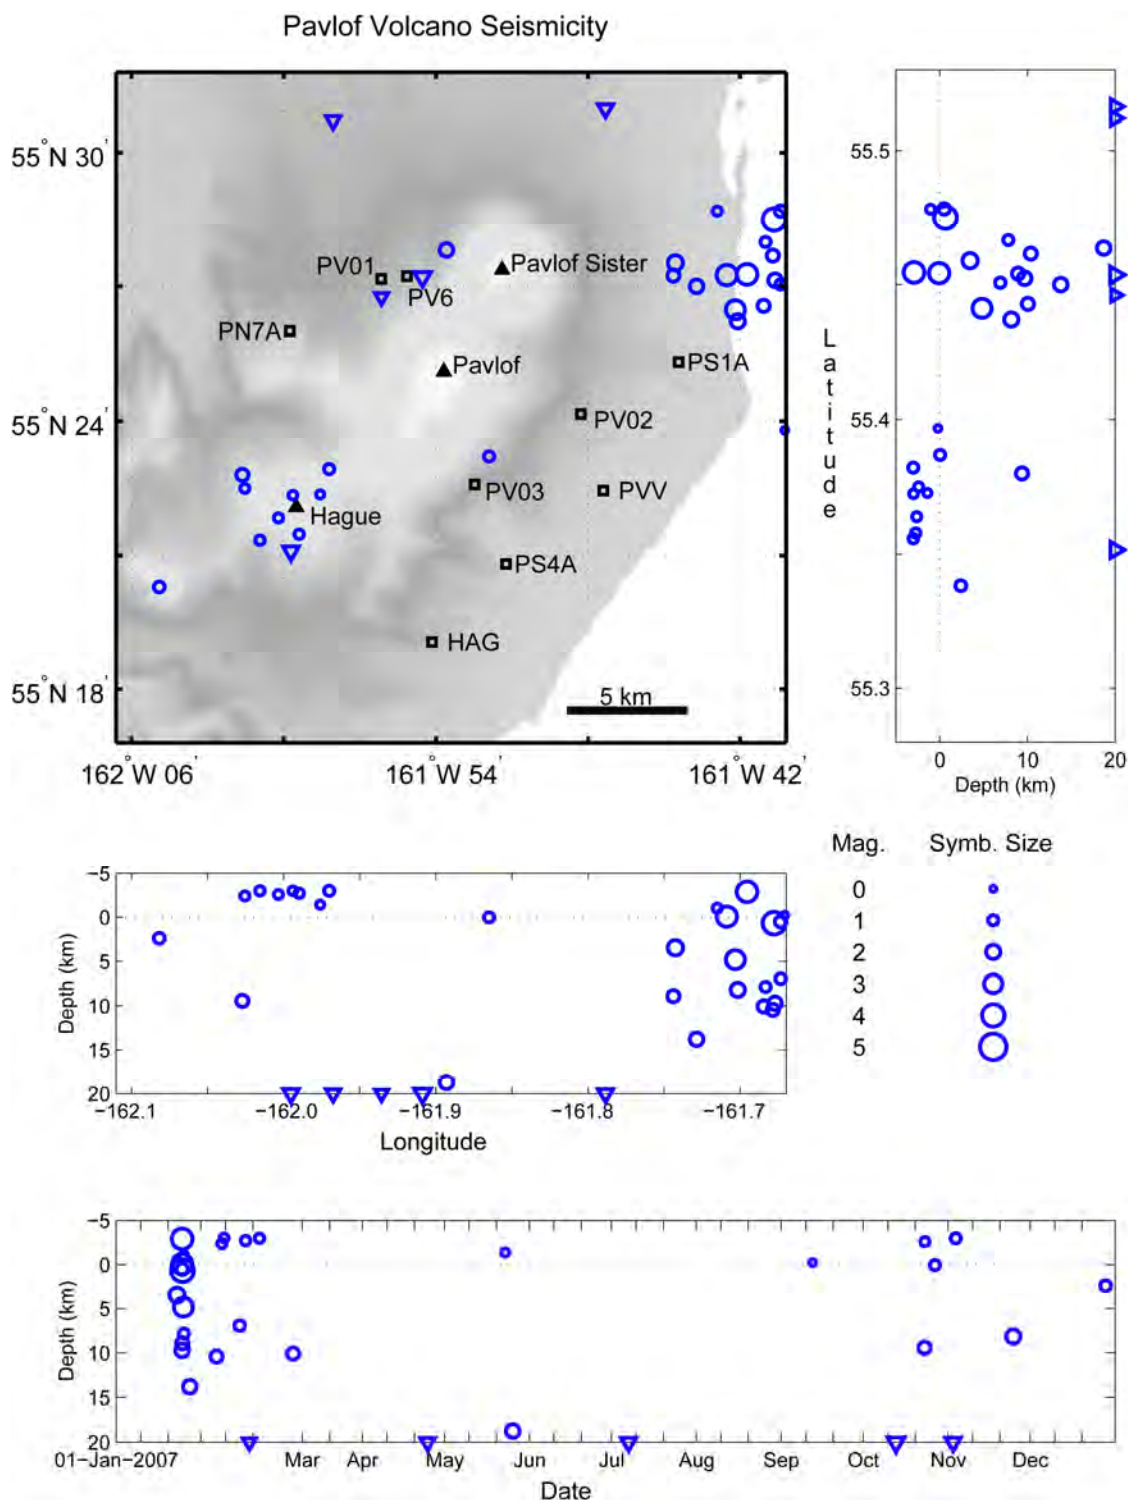 Pavlof Volcano Seismicity
55°N 30'
55°N 24'
55°N 18'
162°W 06'
161°W 54'
161°W 42'
PV01
PV6
Pavlof Sister
PN7A
Pavlof
PS1A
PV02
PV03
PVV
Hague
PS4A
HAG
5 km
Latitude
55.5
55.4
55.3
0 10 20
Depth (km)
−5
0
5
10
15
20
Depth (km)
−162.1 −162.0 −161.9 −161.8 −161.7
Longitude
Mag. Symb. Size
0
1
2
3
4
5
−5
0
5
10
15
20
Depth (km)
01−Jan−2007 Mar Apr May Jun Jul Aug Sep Oct Nov Dec
Date